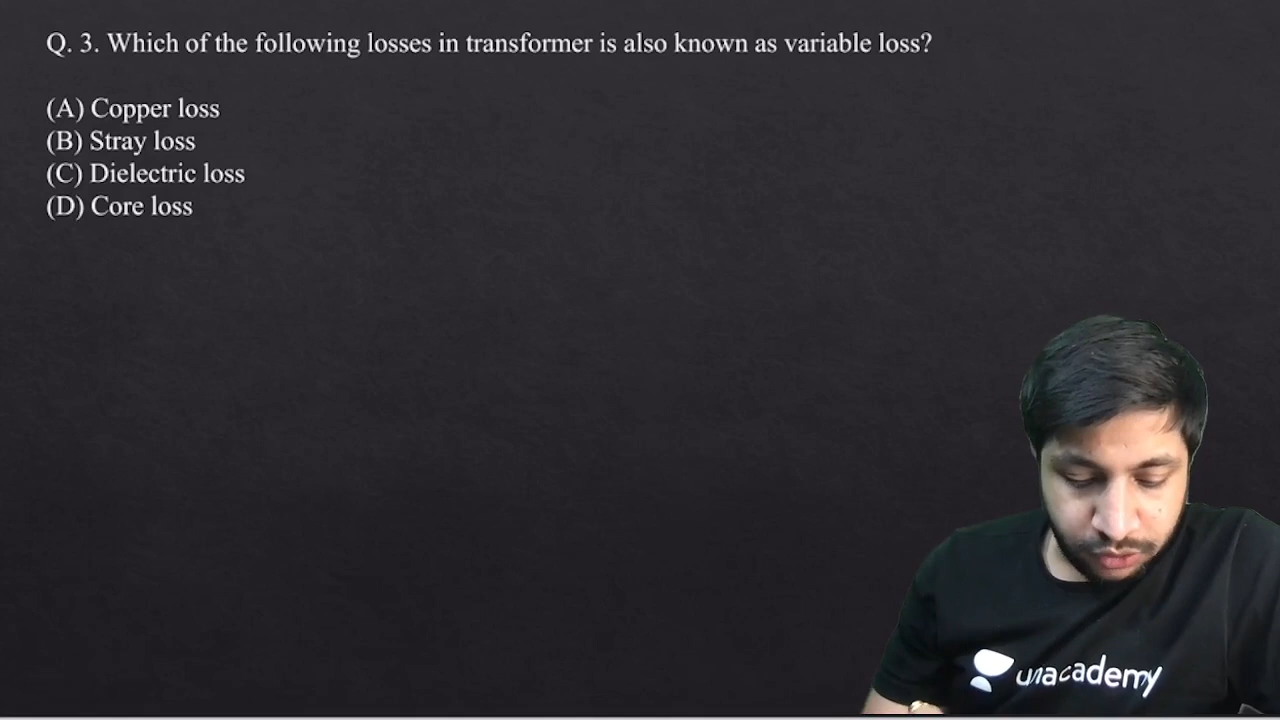 Q. 3. Which of the following losses in transformer is also known as variable loss?
(A) Copper loss
(B) Stray loss
(C) Dielectric loss
(D) Core loss
unacademy